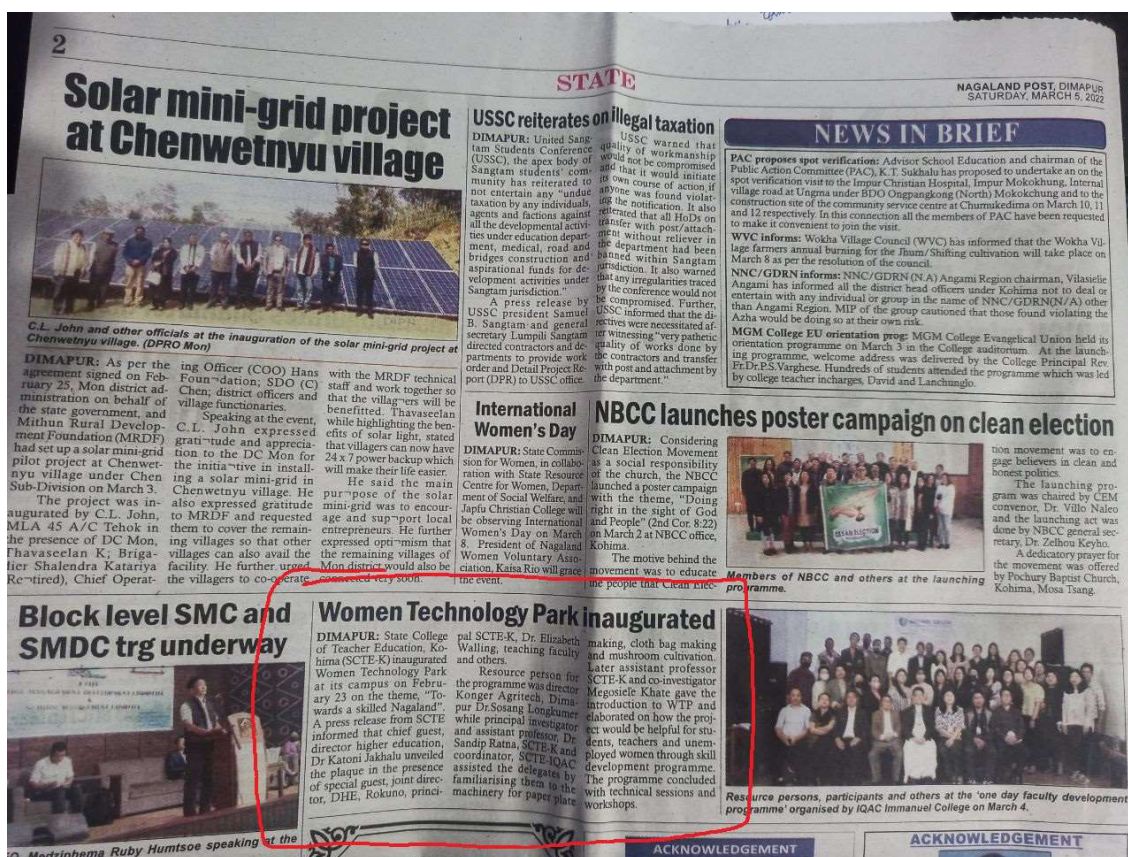 2
STATE
NAGALAND POST, DIMAPUR
SATURDAY, MARCH 5, 2022
Solar mini-grid project
at Chenwetnyu village
C.L. John and other officials at the inauguration of the solar mini-grid project at
Chenwetnyu village. (DPRO Mon)
DIMAPUR: As per the
agreement signed on Feb-
ruary 25, Mon district ad-
ministration on behalf of
the state government, and
Mithun Rural Develop-
ment Foundation (MRDF)
had set up a solar mini-grid
pilot project at Chenwet-
nyu village under Chen
Sub-Division on March 3.
The project was in-
augurated by C.L. John,
MLA 45 A/C Tehok in
the presence of DC Mon,
Thavaseelan K; Briga-
dier Shalendra Katariya
(Re¬tired), Chief Operat-
ing Officer (COO) Hans
Foun¬dation; SDO (C)
Chen; district officers and
village functionaries.
Speaking at the event,
C.L. John expressed
grati¬tude and apprecia-
tion to the DC Mon for
the initia¬tive in install-
ing a solar mini-grid in
Chenwetnyu village. He
also expressed gratitude
to MRDF and requested
them to cover the remain-
ing villages so that other
villages can also avail the
facility. He further urged
the villagers to co-operate
with the MRDF technical
staff and work together so
that the villag¬ers will be
benefitted. Thavaseelan
while highlighting the ben-
efits of solar light, stated
that villagers can now have
24 x 7 power backup which
will make their life easier.
He said the main
pur¬pose of the solar
mini-grid was to encour-
age and sup¬port local
entrepreneurs. He further
expressed opti¬mism that
the remaining villages of
Mon district would also be
connected very soon.
USSC reiterates on illegal taxation
DIMAPUR: United Sang-
tam Students Conference
(USSC), the apex body of
Sangtam students' com-
munity has reiterated to
not entertain any "undue
taxation by any individuals,
agents and factions against
all the developmental activi-
ties under education depart-
ment, medical, road and
bridges construction and
aspirational funds for de-
velopment activities under
Sangtam jurisdiction."
A press release by
USSC president Samuel
B. Sangtam and general
secretary Lumpili Sangtam
directed contractors and de-
partments to provide work
order and Detail Project Re-
port (DPR) to USSC office.
USSC warned that
quality of workmanship
would not be compromised
and that it would initiate
its own course of action, if
anyone was found violat-
ing the notification. It also
reiterated that all HoDs on
transfer with post/attach-
ment without reliever in
the department had been
banned within Sangtam
jurisdiction. It also warned
that any irregularities traced
by the conference would not
be compromised. Further,
USSC informed that the di-
rectives were necessitated af-
ter witnessing "very pathetic
quality of works done by
the contractors and transfer
with post and attachment by
the department."
NEWS IN BRIEF
PAC proposes spot verification: Advisor School Education and chairman of the
Public Action Committee (PAC), K.T. Sukhalu has proposed to undertake an on the
spot verification visit to the Impur Christian Hospital, Impur Mokokhung, Internal
village road at Ungma under BDO Ongpangkong (North) Mokokchung and to the
construction site of the community service centre at Chumukedima on March 10, 11
and 12 respectively. In this connection all the members of PAC have been requested
to make it convenient to join the visit.
WVC informs: Wokha Village Council (WVC) has informed that the Wokha Vil-
lage farmers annual burning for the Jhum/Shifting cultivation will take place on
March 8 as per the resolution of the council.
NNC/GDRN informs: NNC/GDRN (N.A) Angami Region chairman, Vilasielie
Angami has informed all the district head officers under Kohima not to deal or
entertain with any individual or group in the name of NNC/GDRN(N/A) other
than Angami Region. MIP of the group cautioned that those found violating the
Azha would be doing so at their own risk.
MGM College EU orientation prog: MGM College Evangelical Union held its
orientation programme on March 3 in the College auditorium. At the launch-
ing programme, welcome address was delivered by the College Principal Rev.
Fr.Dr.P.S.Varghese. Hundreds of students attended the programme which was led
by college teacher incharges, David and Lanchunglo.
International
Women's Day
DIMAPUR: State Commis-
sion for Women, in collabo-
ration with State Resource
Centre for Women, Depart-
ment of Social Welfare, and
Japfu Christian College will
be observing International
Women's Day on March
8. President of Nagaland
Women Voluntary Asso-
ciation, Kaisa Rio will grace
the event.
NBCC launches poster campaign on clean election
DIMAPUR: Considering
Clean Election Movement
as a social responsibility
of the church, the NBCC
launched a poster campaign
with the theme, "Doing
right in the sight of God
and People" (2nd Cor. 8:22)
on March 2 at NBCC office,
Kohima.
The motive behind the
movement was to educate
the people that Clean Elec-
CLEAN ELECTION
Members of NBCC and others at the launching
programme.
tion movement was to en-
gage believers in clean and
honest politics.
The launching pro-
gram was chaired by CEM
convenor, Dr. Villo Naleo
and the launching act was
done by NBCC general sec-
retary, Dr. Zelhou Keyho.
A dedicatory prayer for
the movement was offered
by Pochury Baptist Church,
Kohima, Mosa Tsang.
Block level SMC and
SMDC trg underway
Medziphema Ruby Humtsoe speaking at the
Women Technology Park inaugurated
DIMAPUR: State College
of Teacher Education, Ko-
hima (SCTE-K) inaugurated
Women Technology Park
at its campus on Febru-
ary 23 on the theme, "To-
wards a skilled Nagaland".
A press release from SCTE
informed that chief guest,
director higher education,
Dr Katoni Jakhalu unveiled
the plaque in the presence
of special guest, joint direc-
tor, DHE, Rokuno, princi-
pal SCTE-K, Dr. Elizabeth
Walling, teaching faculty
and others.
Resource person for
the programme was director
Konger Agritech, Dima-
pur Dr.Sosang Longkumer
while principal investigator
and assistant professor, Dr.
Sandip Ratna, SCTE-K and
coordinator, SCTE-IQAC
assisted the delegates by
familiarising them to the
machinery for paper plate
making, cloth bag making
and mushroom cultivation.
Later assistant professor
SCTE-K and co-investigator
Megosiele Khate gave the
introduction to WTP and
elaborated on how the proj-
ect would be helpful for stu-
dents, teachers and unem-
ployed women through skill
development programme.
The programme concluded
with technical sessions and
workshops.
Resource persons, participants and others at the 'one day faculty development
programme' organised by IQAC Immanuel College on March 4.
ACKNOWLEDGEMENT
ACKNOWLEDGEMENT